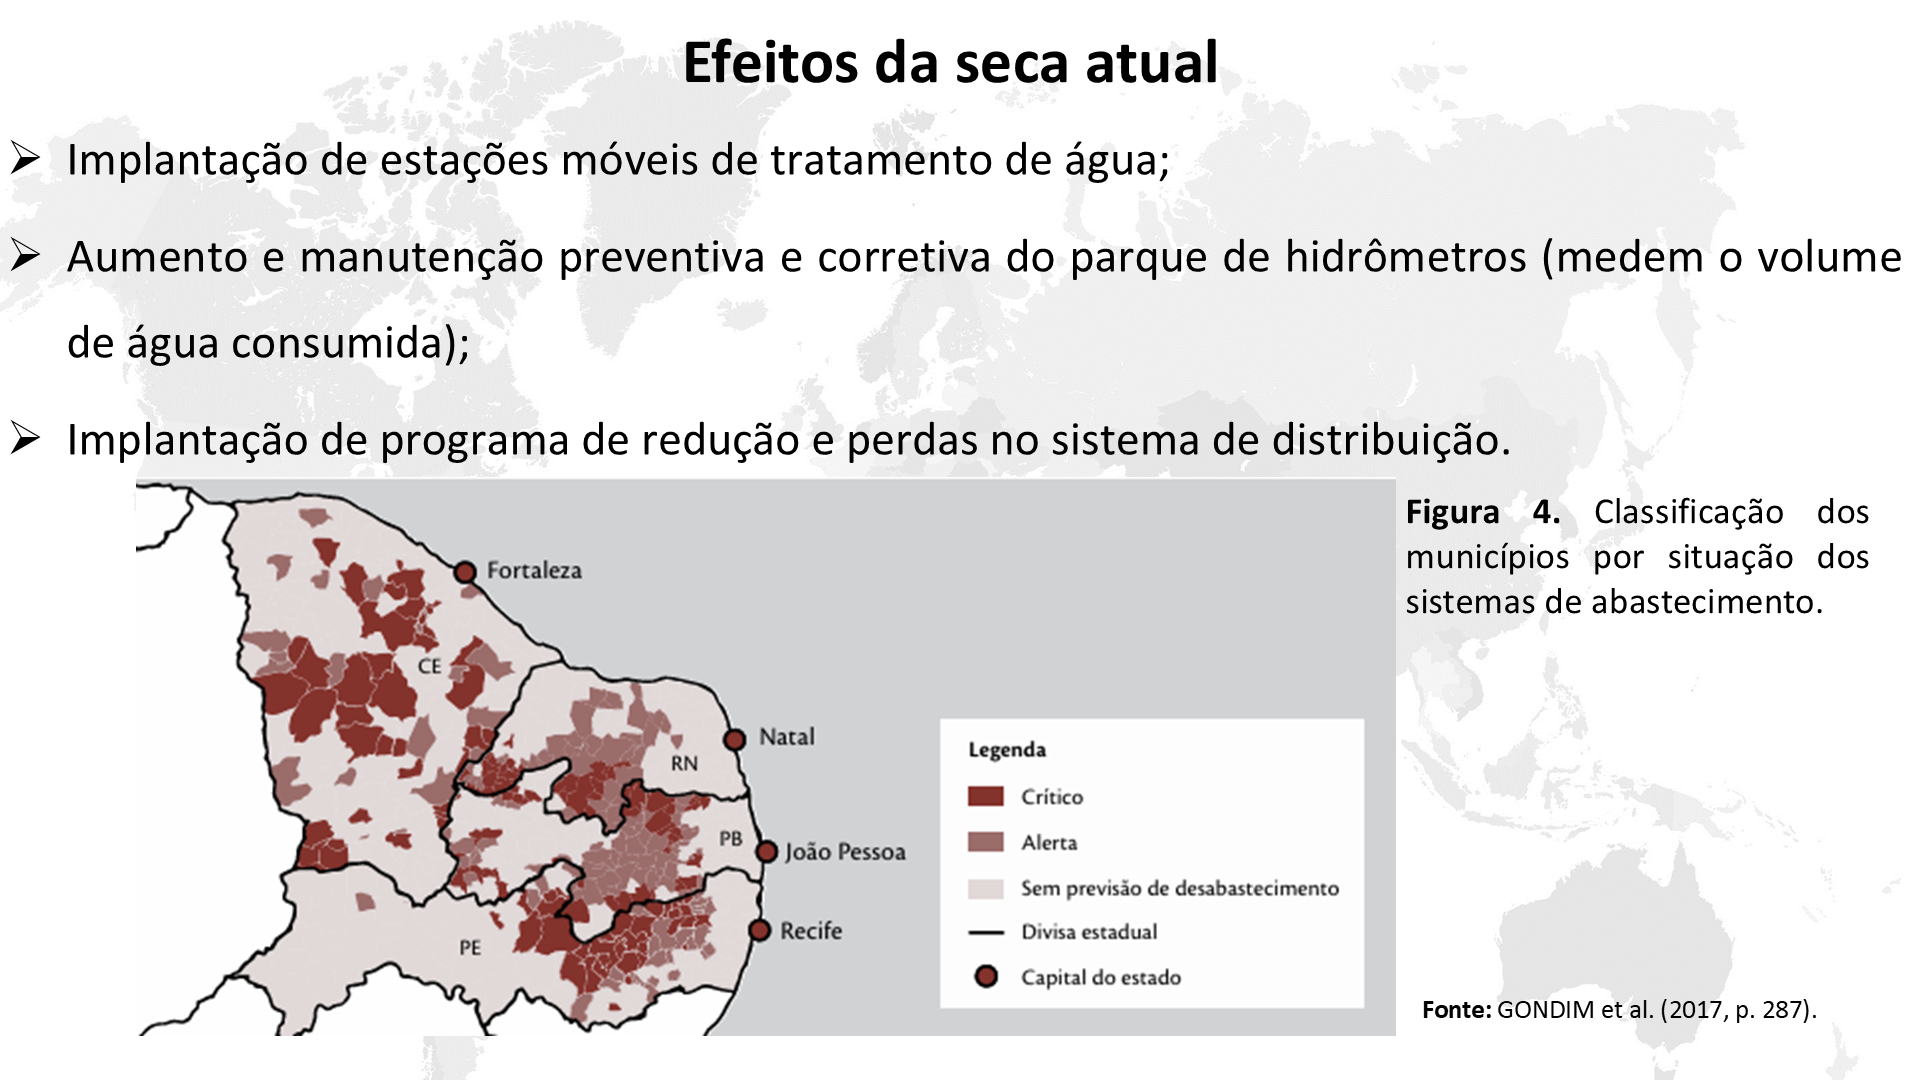 Efeitos da seca atual
Implantação de estações móveis de tratamento de água;
Aumento e manutenção preventiva e corretiva do parque de hidrômetros (medem o volume
de água consumida);
Implantação de programa de redução e perdas no sistema de distribuição.
Fortaleza
CE
Natal
RN
PB
João Pessoa
PE
Recife
Legenda
Crítico
Alerta
Sem previsão de desabastecimento
Divisa estadual
Capital do estado
Figura 4. Classificação dos
municípios por situação dos
sistemas de abastecimento.
Fonte: GONDIM et al. (2017, p. 287).